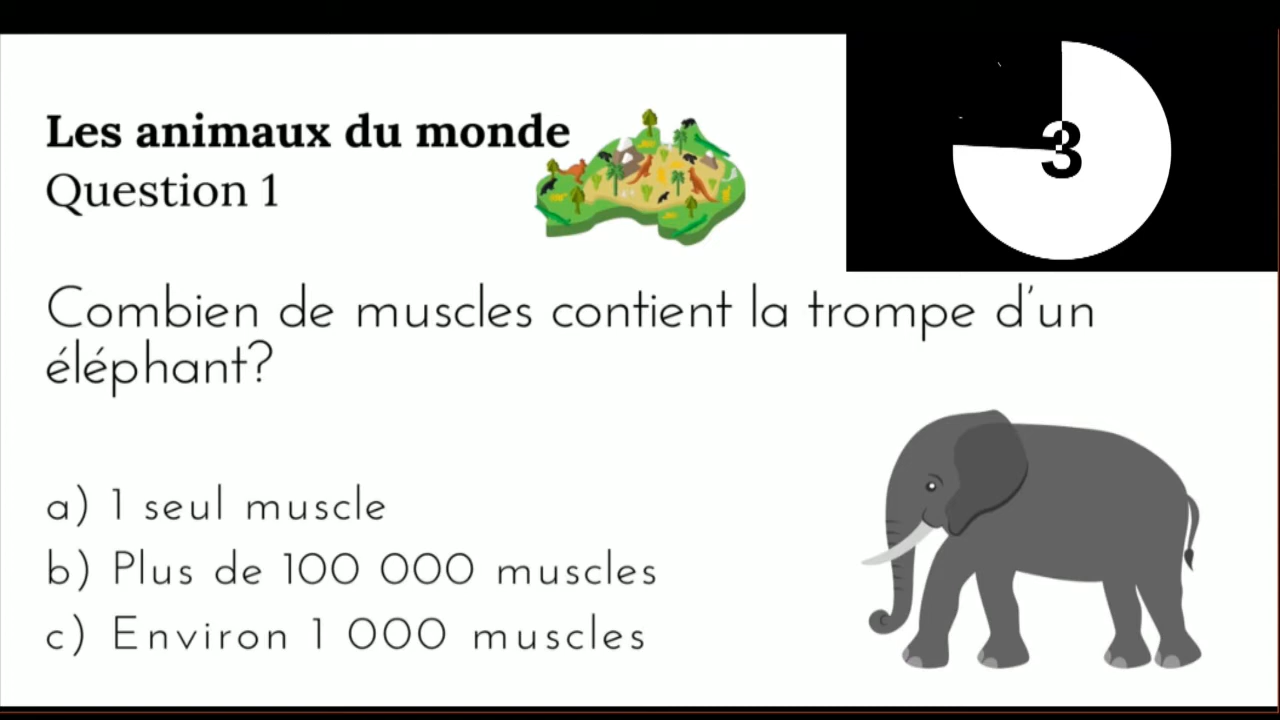 Les animaux du monde
Question 1
3
Combien de muscles contient la trompe d'un
éléphant?
a) 1 seul muscle
b) Plus de 100 000 muscles
c) Environ 1 000 muscles